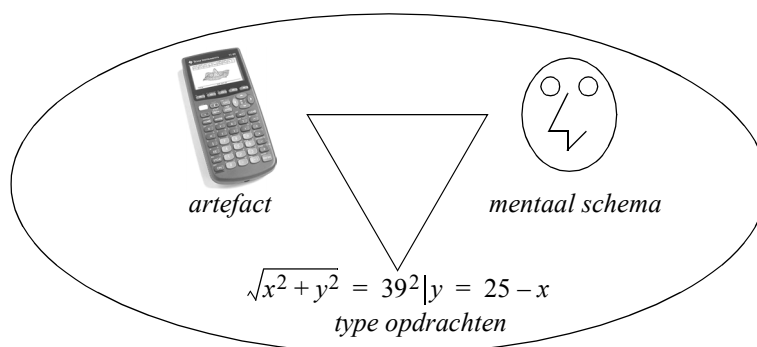 artefact
mentaal schema
√x² + y² = 39²|y = 25 – x
type opdrachten